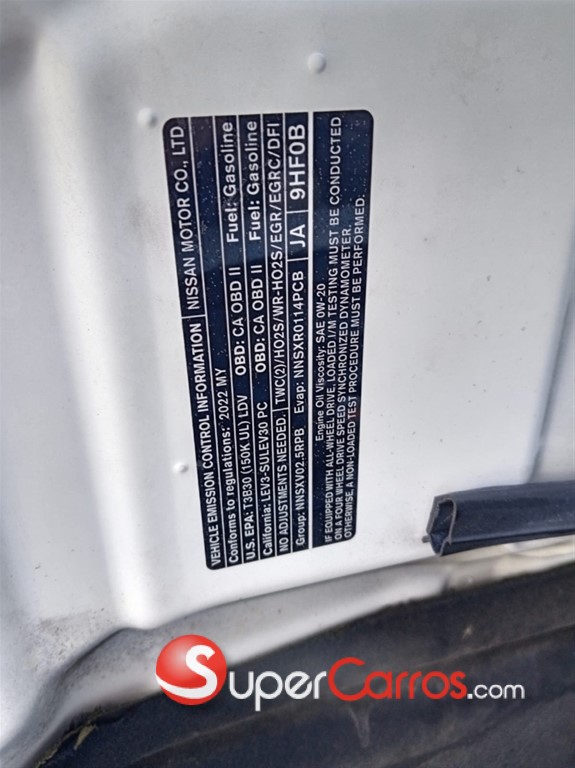 VEHICLE EMISSION CONTROL INFORMATION NISSAN MOTOR CO., LTD
Conforms to regulations: 2022 MY
U.S. EPA: T3B30 (150K UL) LDV OBD: CA OBD II Fuel: Gasoline
California: LEV3-SULEV30 PC OBD: CA OBD II Fuel: Gasoline
NO ADJUSTMENTS NEEDED. TWC(2)/HO2S/WR-HO2S/EGR/EGRC/DFI
Group: NNSXV02.5RPB Evap: NNSXR0114PCB JA 9HF0B
Engine Oil Viscosity: SAE 0W-20
IF EQUIPPED WITH ALL-WHEEL DRIVE, LOADED I/M TESTING MUST BE CONDUCTED
ON A FOUR WHEEL DRIVE SPEED SYNCHRONIZED DYNAMOMETER.
OTHERWISE, A NON-LOADED TEST PROCEDURE MUST BE PERFORMED.
SUPERCARROS.com